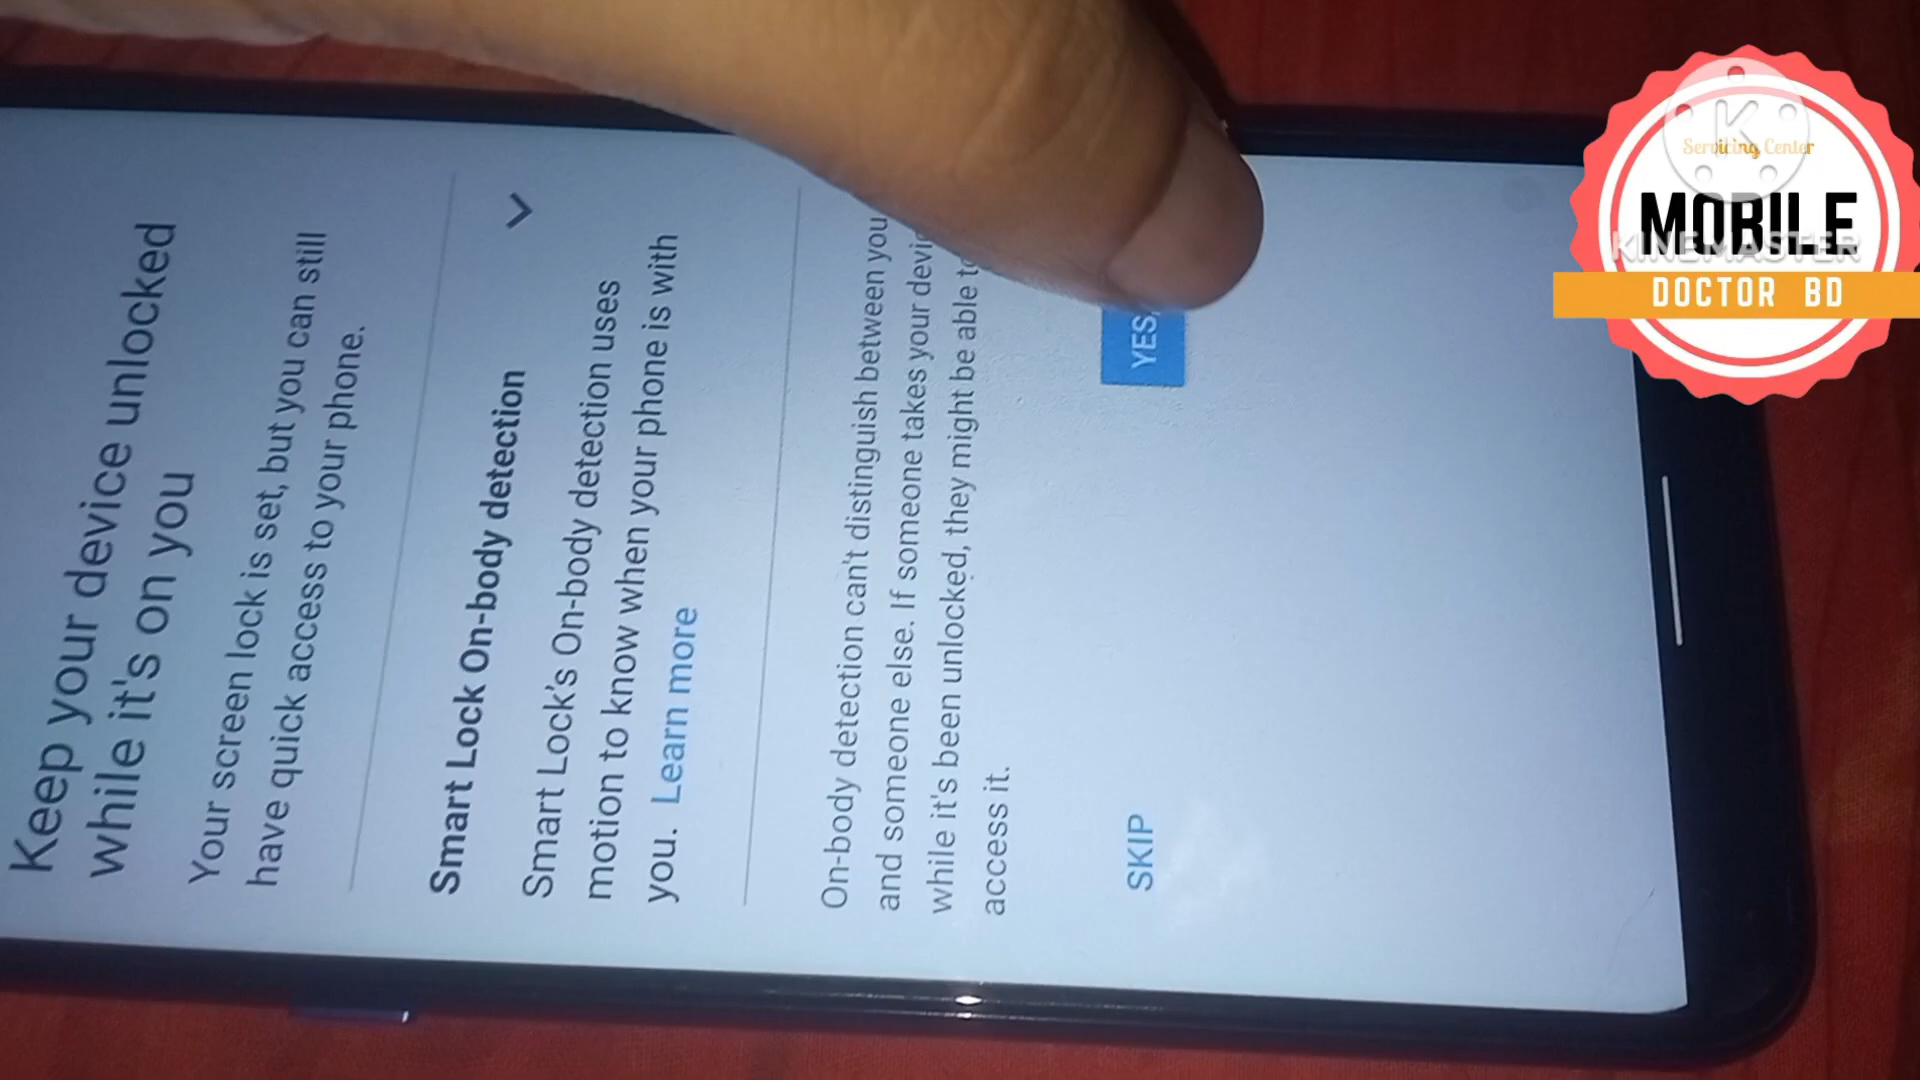 Keep your device unlocked
while it's on you
Your screen lock is set, but you can still
have quick access to your phone.
Smart Lock On-body detection
Smart Lock's On-body detection uses
motion to know when your phone is with
you. Learn more
On-body detection can't distinguish between you
and someone else. If someone takes your
while it's been unlocked, they might be able
access it.
SKIP
YES,
K
Servicing Center
MOBILE
KINEMASTER
DOCTOR BD